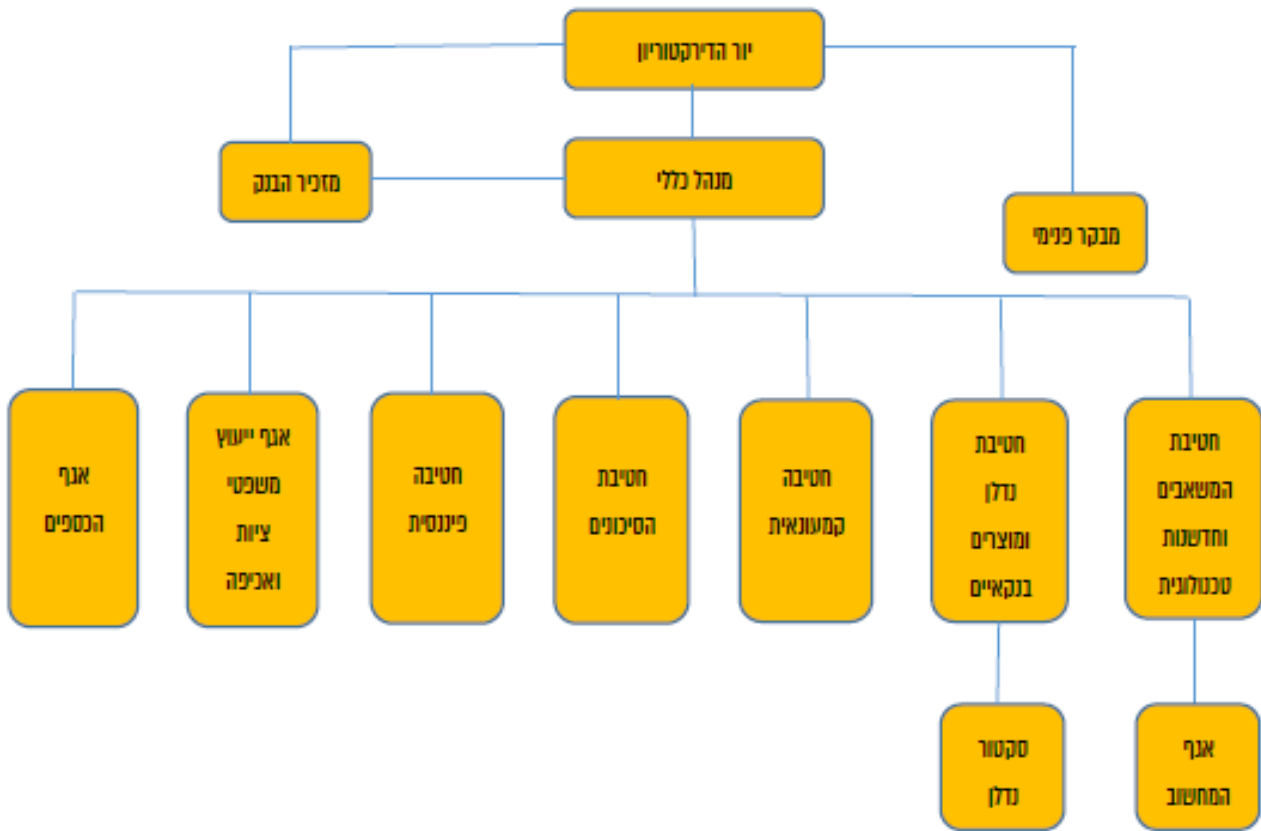 יור הדירקטוריון
מנהל כללי
מזכיר הבנק
מבקר פנימי
חטיבת
המשאבים
וחדשנות
טכנולוגית
חטיבת
נדלן
ומוצרים
בנקאיים
חטיבה
קמעונאית
חטיבת
הסיכונים
חטיבה
פיננסית
אגף ייעוץ
משפטי
ציות
ואכיפה
אגף
הכספים
אגף
המחשוב
סקטור
נדלן